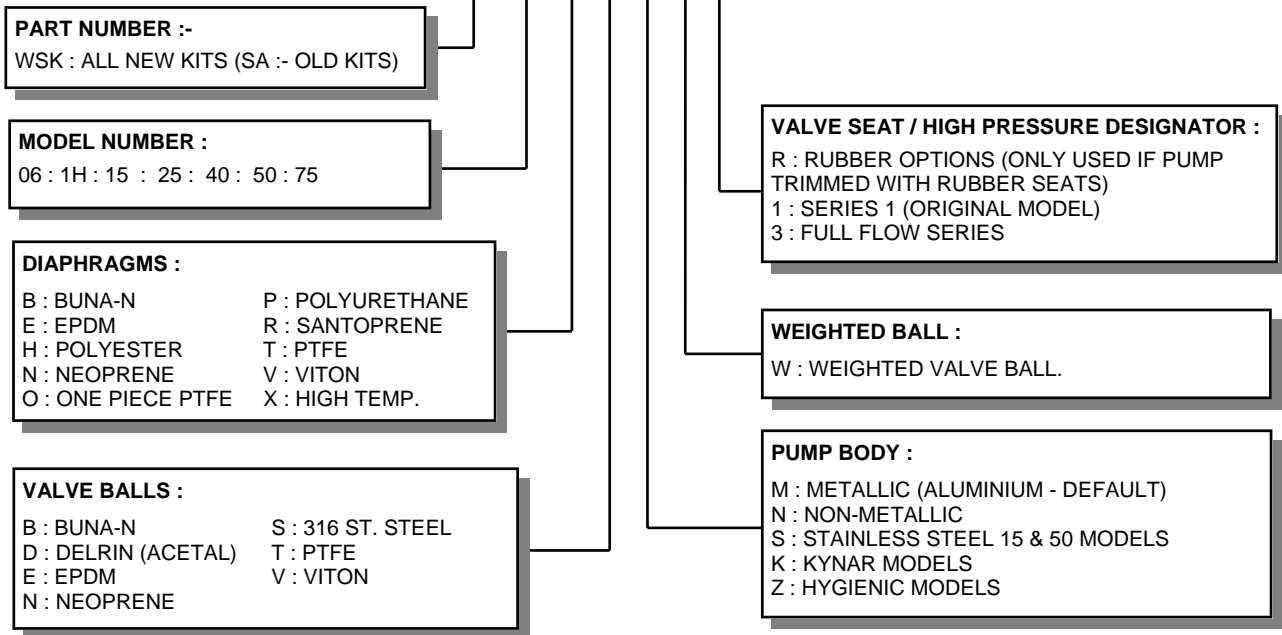 PART NUMBER :-
WSK : ALL NEW KITS (SA :- OLD KITS)
MODEL NUMBER :
06 : 1H : 15 : 25 : 40 : 50 : 75
DIAPHRAGMS :
B : BUNA-N P : POLYURETHANE
E : EPDM R : SANTOPRENE
H : POLYESTER T : PTFE
N : NEOPRENE V : VITON
O : ONE PIECE PTFE X : HIGH TEMP.
VALVE BALLS :
B : BUNA-N S : 316 ST. STEEL
D : DELRIN (ACETAL) T : PTFE
E : EPDM V : VITON
N : NEOPRENE
VALVE SEAT / HIGH PRESSURE DESIGNATOR :
R : RUBBER OPTIONS (ONLY USED IF PUMP
TRIMMED WITH RUBBER SEATS)
1 : SERIES 1 (ORIGINAL MODEL)
3 : FULL FLOW SERIES
WEIGHTED BALL :
W : WEIGHTED VALVE BALL.
PUMP BODY :
M : METALLIC (ALUMINIUM - DEFAULT)
N : NON-METALLIC
S : STAINLESS STEEL 15 & 50 MODELS
K : KYNAR MODELS
Z : HYGIENIC MODELS